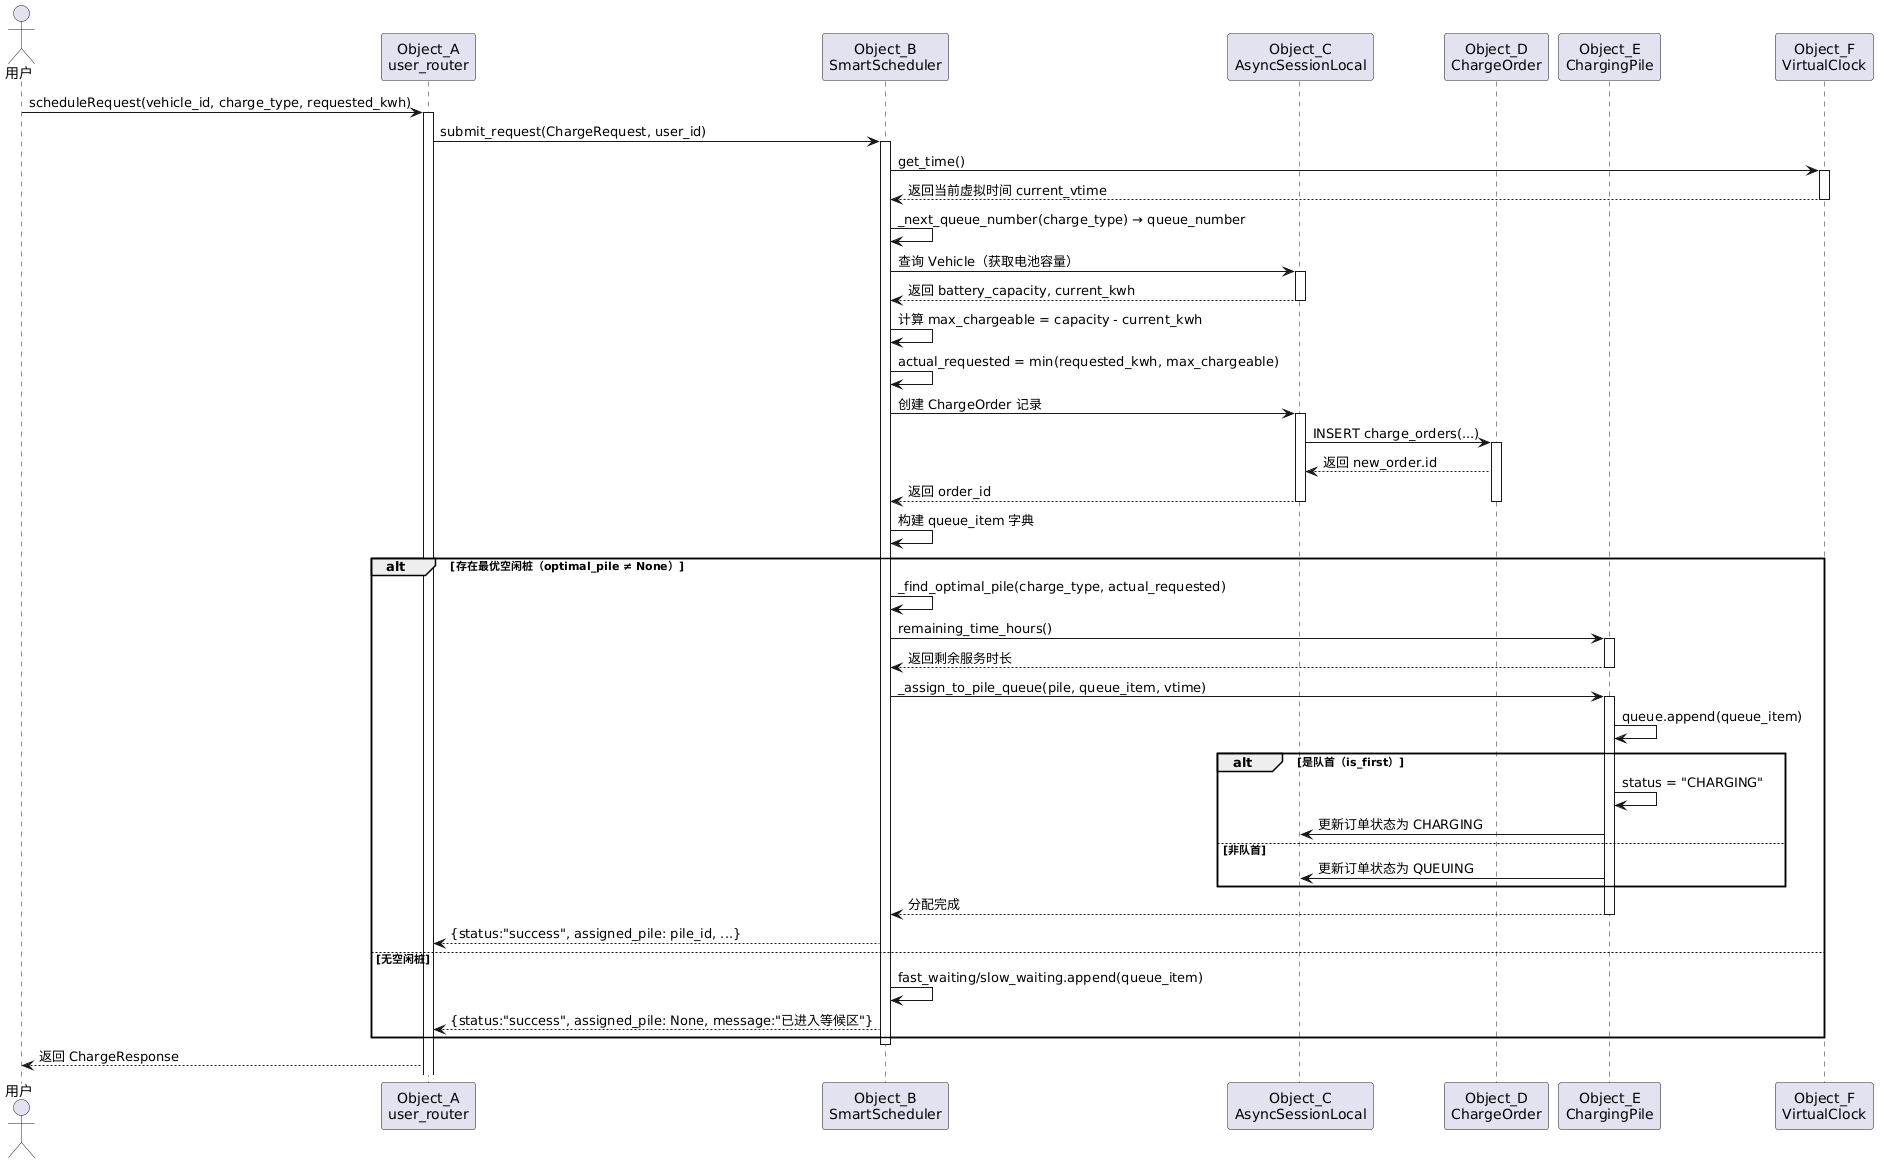 用户
Object_A
user_router
Object_B
SmartScheduler
Object_C
AsyncSessionLocal
Object_D
ChargeOrder
Object_E
ChargingPile
Object_F
VirtualClock
scheduleRequest(vehicle_id, charge_type, requested_kwh)
submit_request(ChargeRequest, user_id)
get_time()
返回当前虚拟时间 current_vtime
_next_queue_number(charge_type) → queue_number
查询 Vehicle（获取电池容量）
返回 battery_capacity, current_kwh
计算 max_chargeable = capacity - current_kwh
actual_requested = min(requested_kwh, max_chargeable)
创建 ChargeOrder 记录
INSERT charge_orders(...)
返回 new_order.id
返回 order_id
构建 queue_item 字典
alt
[存在最优空闲桩（optimal_pile ≠ None）]
_find_optimal_pile(charge_type, actual_requested)
remaining_time_hours()
返回剩余服务时长
_assign_to_pile_queue(pile, queue_item, vtime)
queue.append(queue_item)
alt
[是队首（is_first）]
status = "CHARGING"
更新订单状态为 CHARGING
[非队首]
更新订单状态为 QUEUING
分配完成
{status:"success", assigned_pile: pile_id, ...}
[无空闲桩]
fast_waiting/slow_waiting.append(queue_item)
{status:"success", assigned_pile: None, message:"已进入等候区"}
返回 ChargeResponse
用户
Object_A
user_router
Object_B
SmartScheduler
Object_C
AsyncSessionLocal
Object_D
ChargeOrder
Object_E
ChargingPile
Object_F
VirtualClock